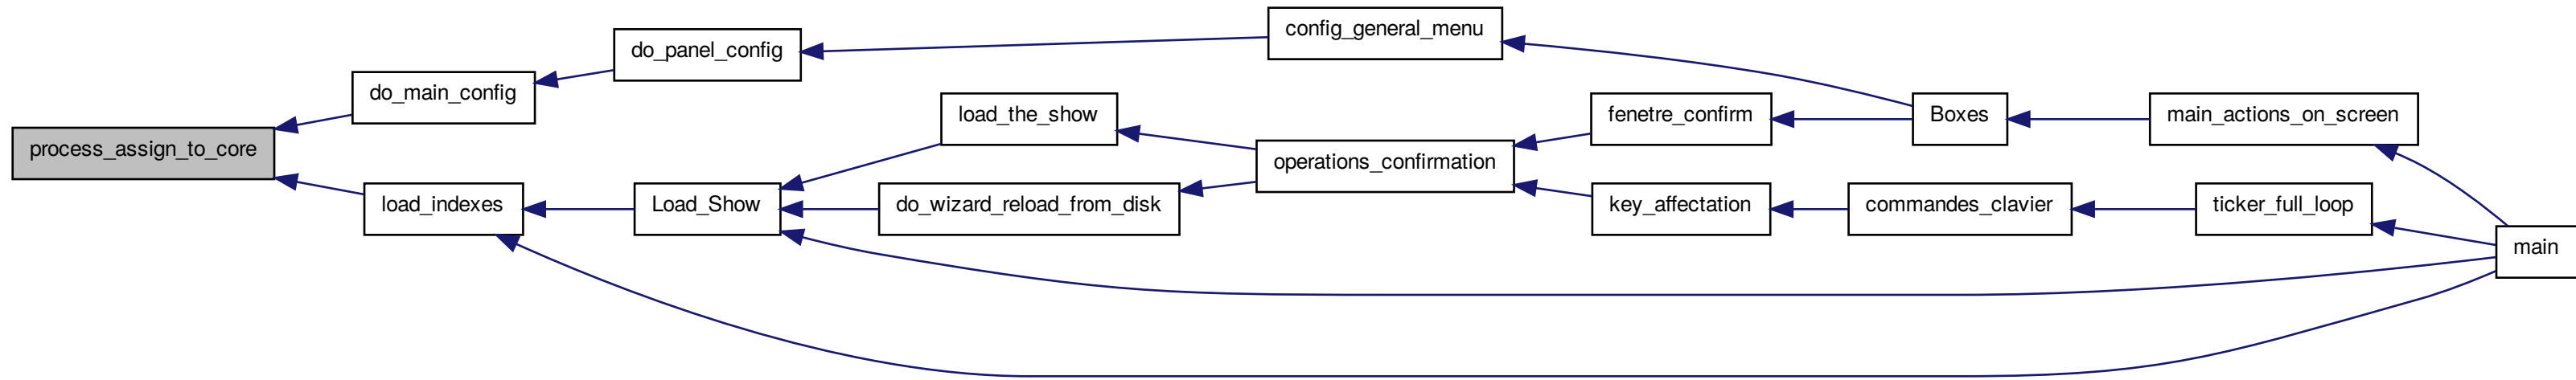 config_general_menu
do_panel_config
do_main_config
load_the_show
fenetre_confirm
Boxes
main_actions_on_screen
process_assign_to_core
operations_confirmation
load_indexes
Load_Show
do_wizard_reload_from_disk
key_affectation
commandes_clavier
ticker_full_loop
main